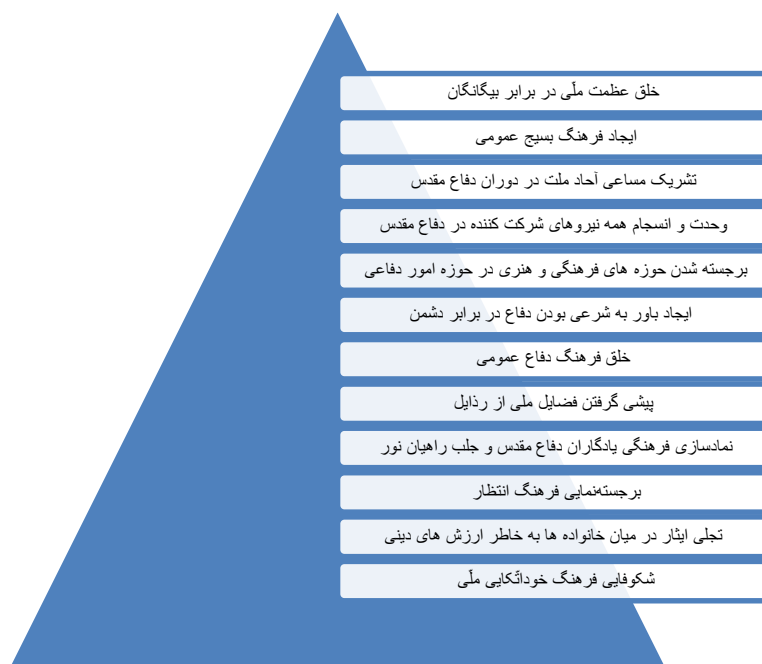 خلق عظمت ملّی در برابر بیگانگان
ایجاد فرهنگ بسیج عمومی
تشریک مساعی آحاد ملت در دوران دفاع مقدس
وحدت و انسجام همه نیروهای شرکت کننده در دفاع مقدس
برجسته شدن حوزه های فرهنگی و هنری در حوزه امور دفاعی
ایجاد باور به شرعی بودن دفاع در برابر دشمن
خلق فرهنگ دفاع عمومی
پیشی گرفتن فضایل ملی از رذایل
نمادسازی فرهنگی یادگاران دفاع مقدس و جلب راهیان نور
برجسته‌نمایی فرهنگ انتظار
تجلی ایثار در میان خانواده ها به خاطر ارزش های دینی
شکوفایی فرهنگ خوداتّکایی ملّی